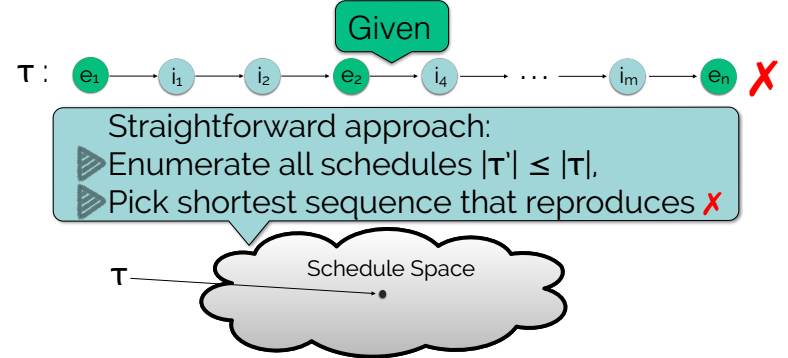 Given
τ : e₁ i₁ i₂ e₂ i₄ ... iₘ eₙ ✗
Straightforward approach:
Enumerate all schedules |τ'| ≤ |τ|,
Pick shortest sequence that reproduces ✗
Schedule Space
τ